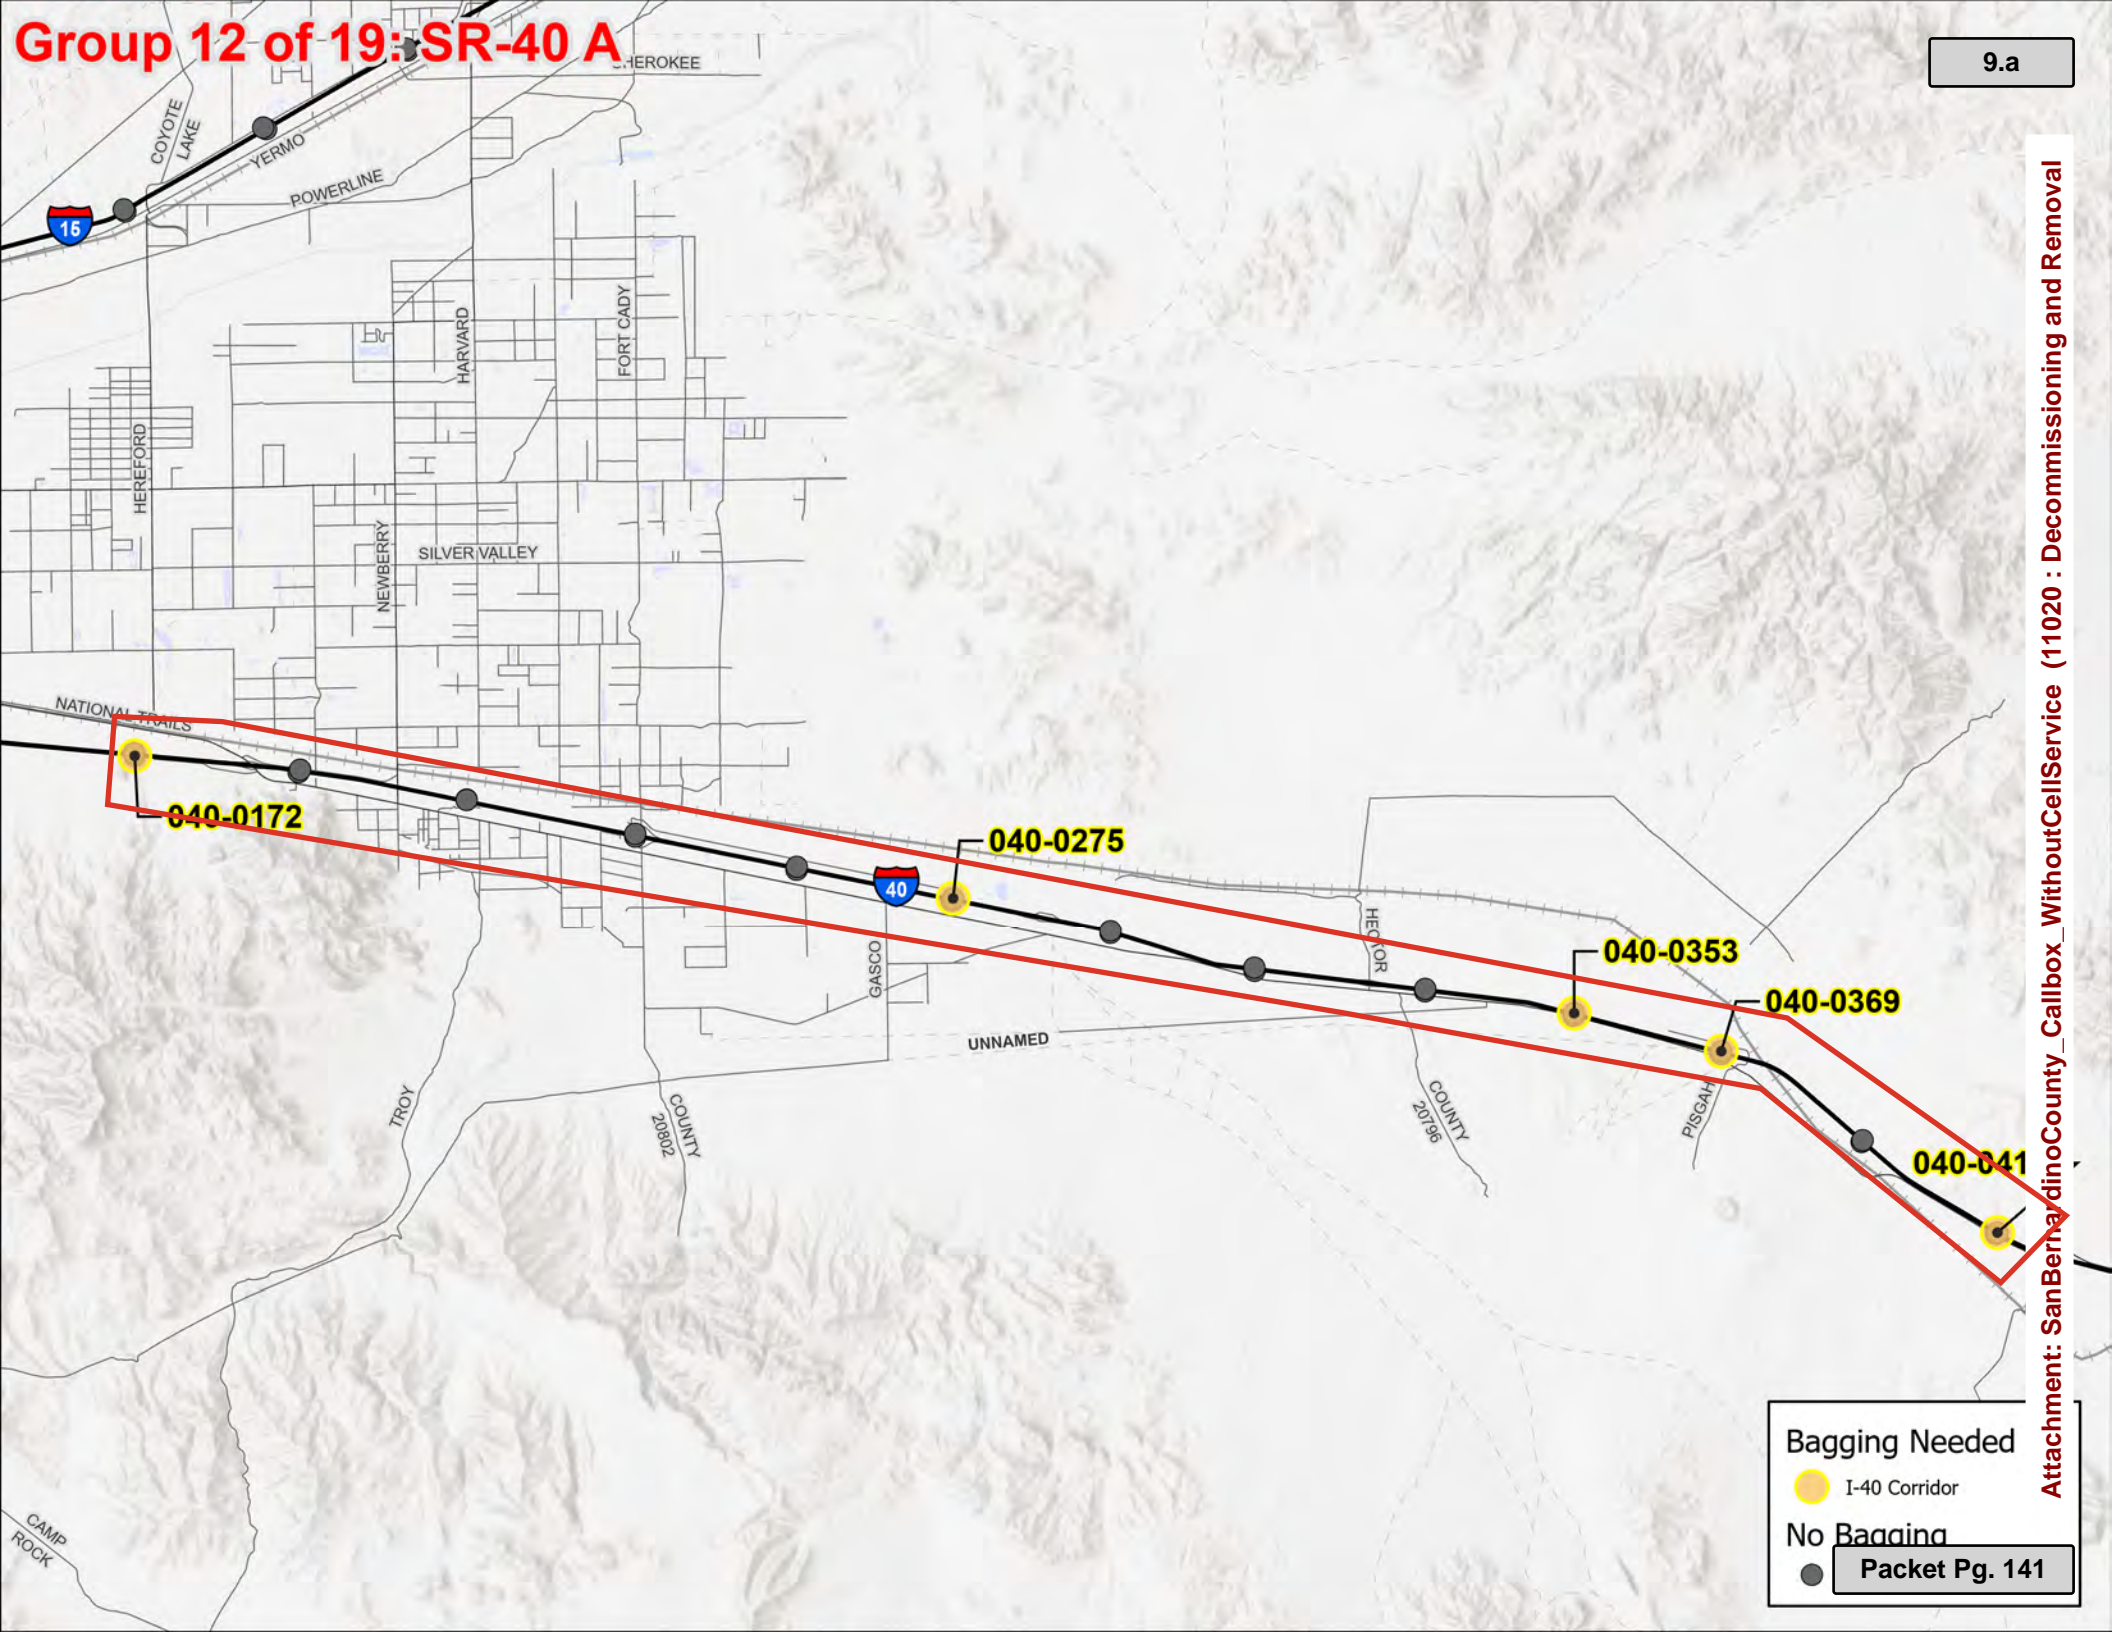 Group 12 of 19: SR-40 A
9.a
CHEROKEE
COYOTE
LAKE
YERMO
POWERLINE
15
HARVARD
FORT CADY
HEREFORD
NEWBERRY
SILVER VALLEY
NATIONAL TRAILS
040-0172
040-0275
40
HECTOR
GASCO
040-0353
040-0369
UNNAMED
TROY
COUNTY
20802
COUNTY
20796
PISGAH
040-041
CAMP
ROCK
Bagging Needed
I-40 Corridor
No Bagging
Packet Pg. 141
Attachment: SanBernardinoCounty_Callbox_WithoutCellService (11020 : Decommissioning and Removal